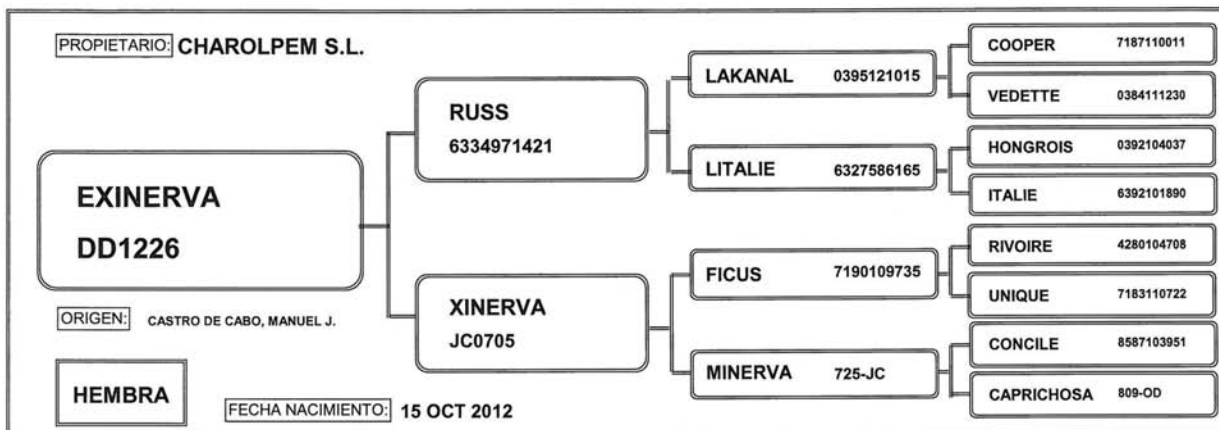 PROPIETARIO: CHAROLPEM S.L.
EXINERVA
DD1226
ORIGEN: CASTRO DE CABO, MANUEL J.
HEMBRA
FECHA NACIMIENTO: 15 OCT 2012
RUSS
6334971421
XINERVA
JC0705
LAKANAL 0395121015
LITALIE 6327586165
FICUS 7190109735
MINERVA 725-JC
COOPER 7187110011
VEDETTE 0384111230
HONGROIS 0392104037
ITALIE 6392101890
RIVOIRE 4280104708
UNIQUE 7183110722
CONCILE 8587103951
CAPRICHOSA 809-OD